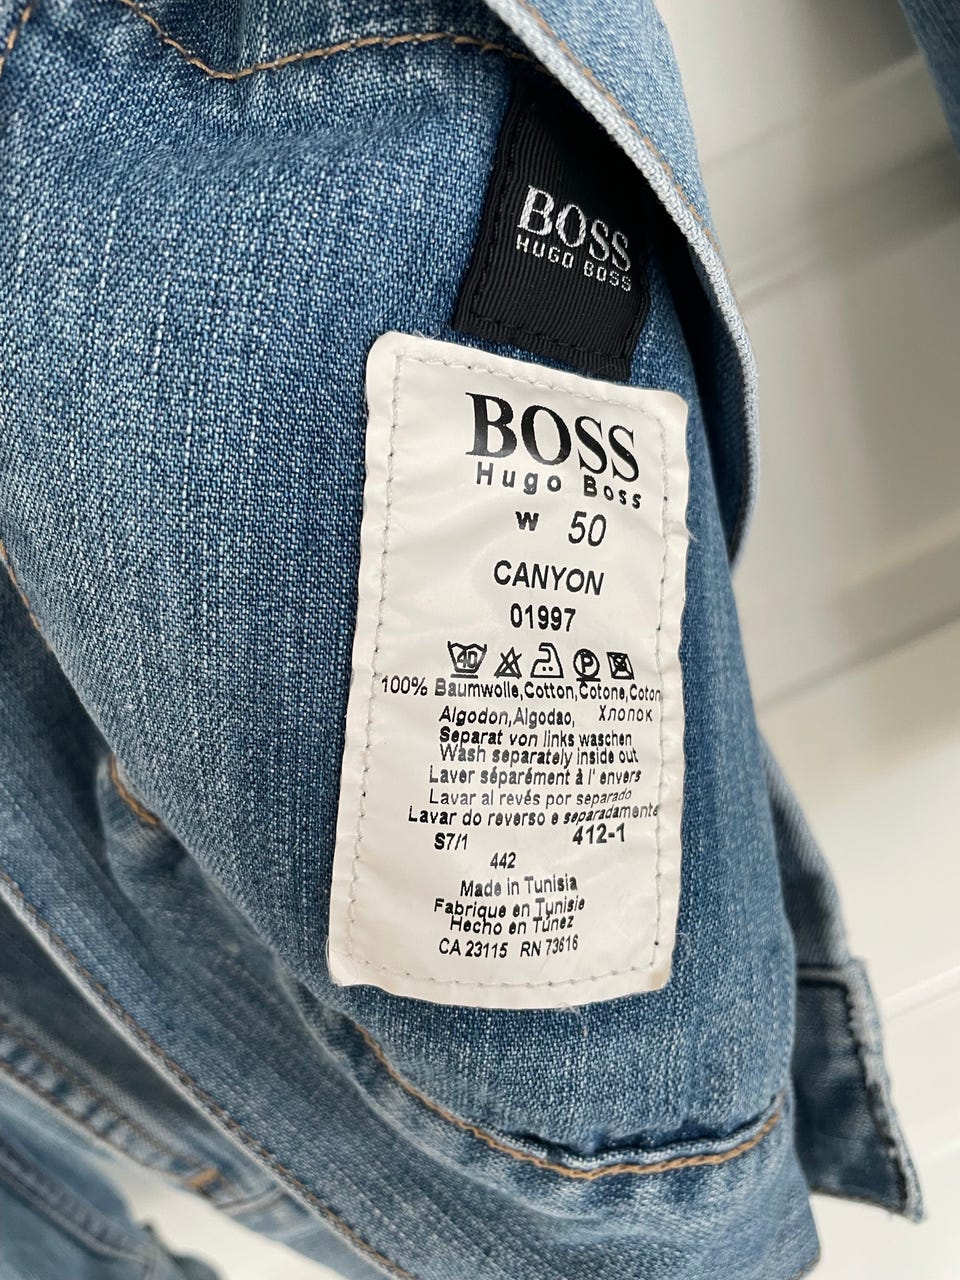 BOSS
HUGO BOSS
BOSS
Hugo Boss
W 50
CANYON
01997
40 P
100% Baumwolle,Cotton,Cotone,Coton
Algodon,Algodao, Хлопок
Separat von links waschen
Wash separately inside out
Laver séparément à l' envers
Lavar al revés por separado
Lavar do reverso e separadamente
S7/1 412-1
442
Made in Tunisia
Fabrique en Tunisie
Hecho en Túnez
CA 23115 RN 73616